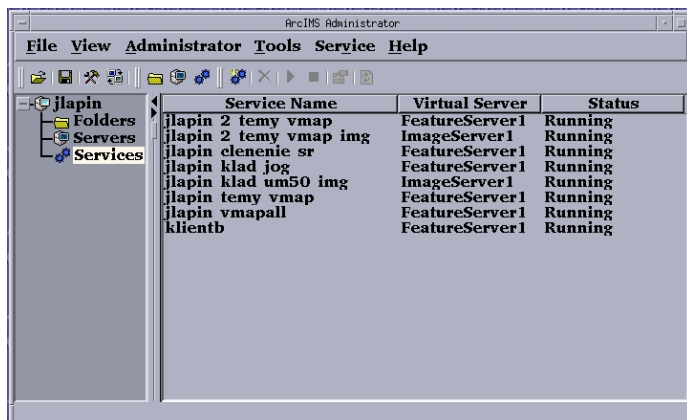 ArcIMS Administrator
File View Administrator Tools Service Help
jlapin
Folders
Servers
Services
Service Name Virtual Server Status
jlapin 2 temy vmap FeatureServer1 Running
jlapin 2 temy vmap img ImageServer1 Running
jlapin clenenie sr FeatureServer1 Running
jlapin klad jog FeatureServer1 Running
jlapin klad um50 img ImageServer1 Running
jlapin temy vmap FeatureServer1 Running
jlapin vmapall FeatureServer1 Running
klientb FeatureServer1 Running